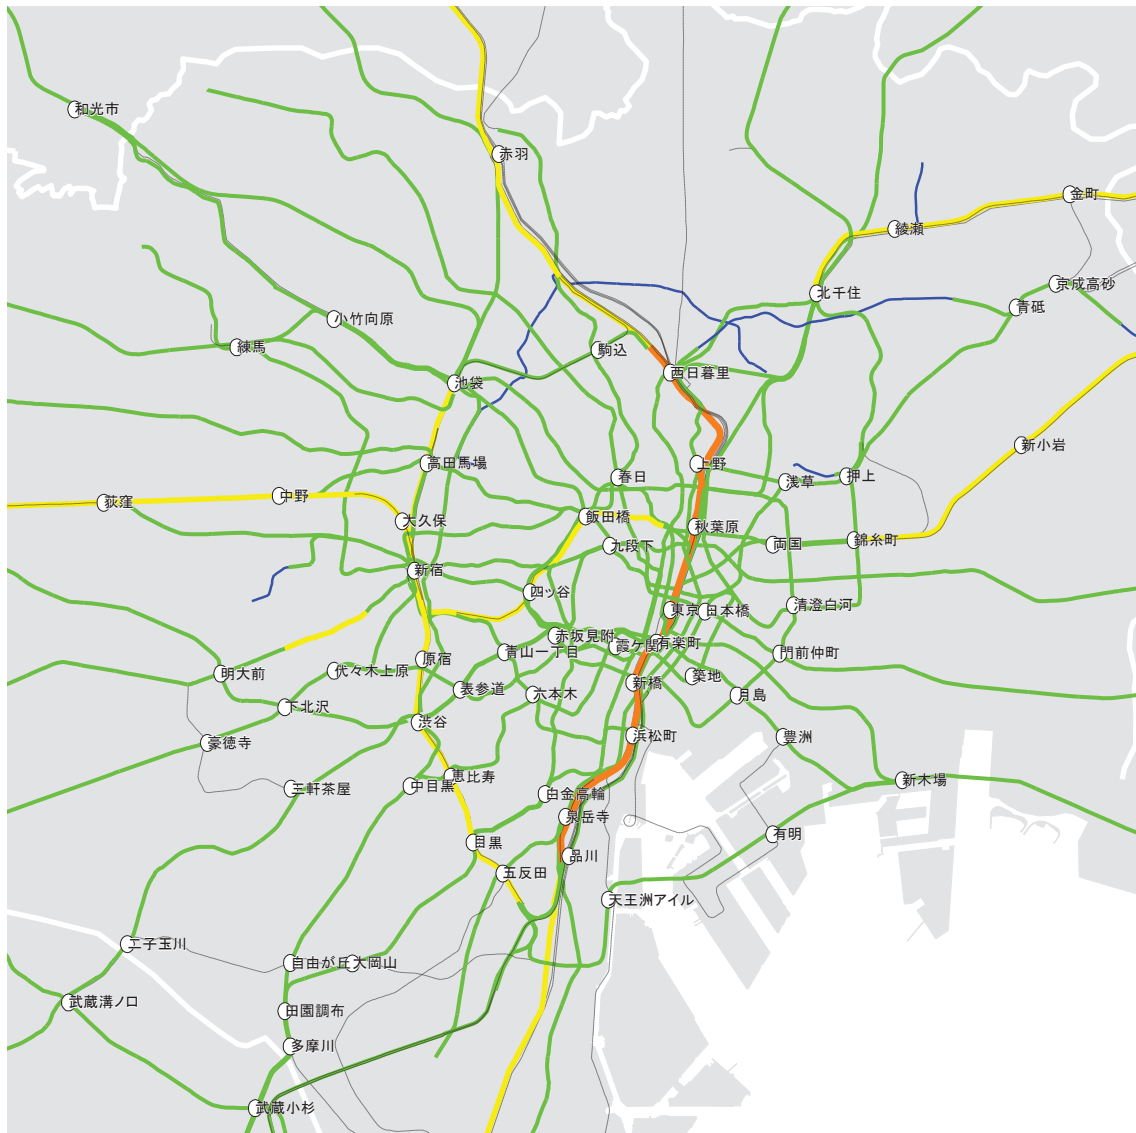 和光市
赤羽
金町
綾瀬
京成高砂
北千住
青砥
小竹向原
練馬
駒込
西日暮里
池袋
新小岩
高田馬場
上野
春日
浅草
押上
荻窪
中野
大久保
飯田橋
秋葉原
九段下
両国
錦糸町
新宿
四ッ谷
東京
日本橋
清澄白河
赤坂見附
霞ケ関
有楽町
青山一丁目
門前仲町
明大前
代々木上原
原宿
表参道
六本木
新橋
築地
月島
下北沢
渋谷
浜松町
豊洲
豪徳寺
三軒茶屋
中目黒
恵比寿
白金高輪
新木場
泉岳寺
有明
目黒
品川
五反田
天王洲アイル
二子玉川
自由が丘
大岡山
武蔵溝ノ口
田園調布
多摩川
武蔵小杉